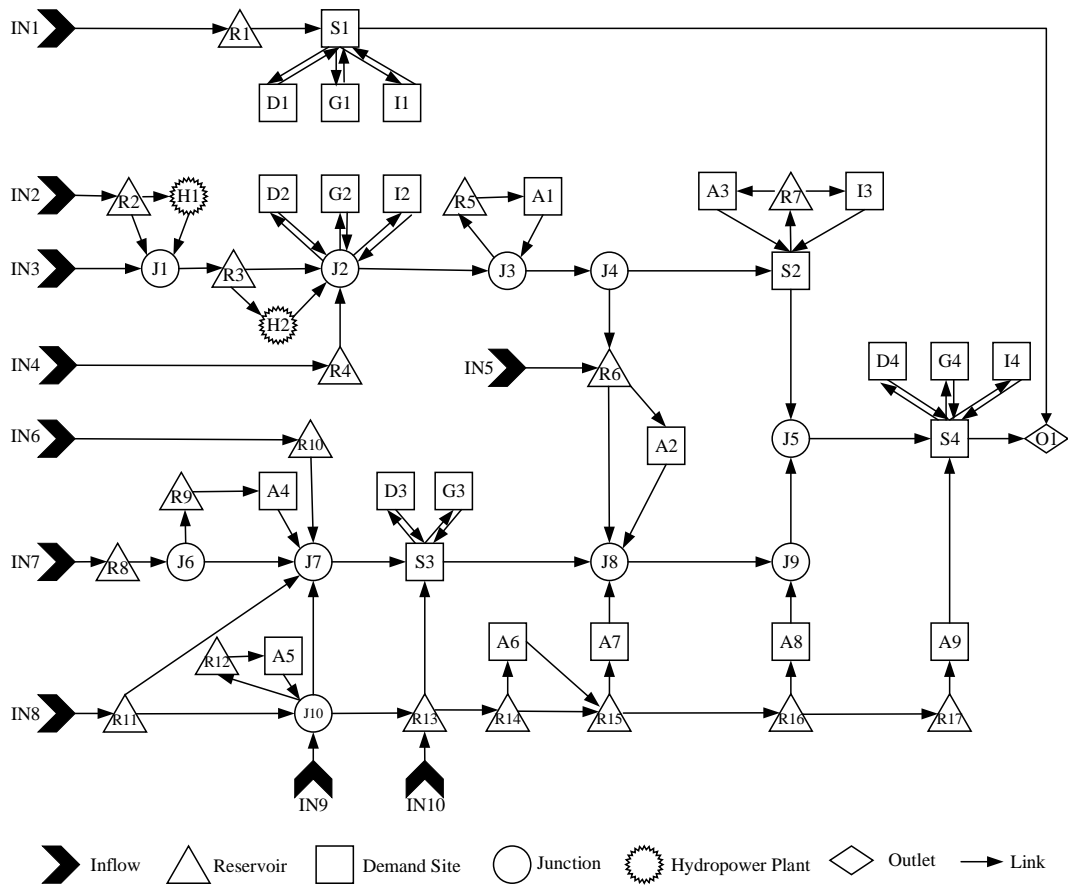 IN1 R1 S1
D1 G1 I1
IN2 R2 H1 D2 G2 I2 R5 A1 A3 R7 I3
IN3 J1 R3 J2 J3 J4 S2
H2
IN4 R4 IN5 R6 D4 G4 I4
IN6 R10 A2 J5 S4 O1
R9 A4 D3 G3
IN7 R8 J6 J7 S3 J8 J9
R12 A5 A6 A7 A8 A9
IN8 R11 J10 R13 R14 R15 R16 R17
IN9 IN10
Inflow Reservoir Demand Site Junction Hydropower Plant Outlet Link